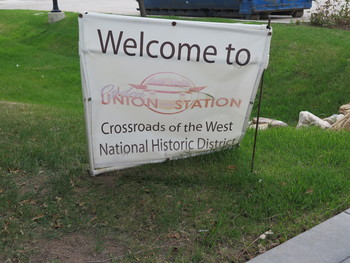 Welcome to
UNION STATION
Crossroads of the West
National Historic District